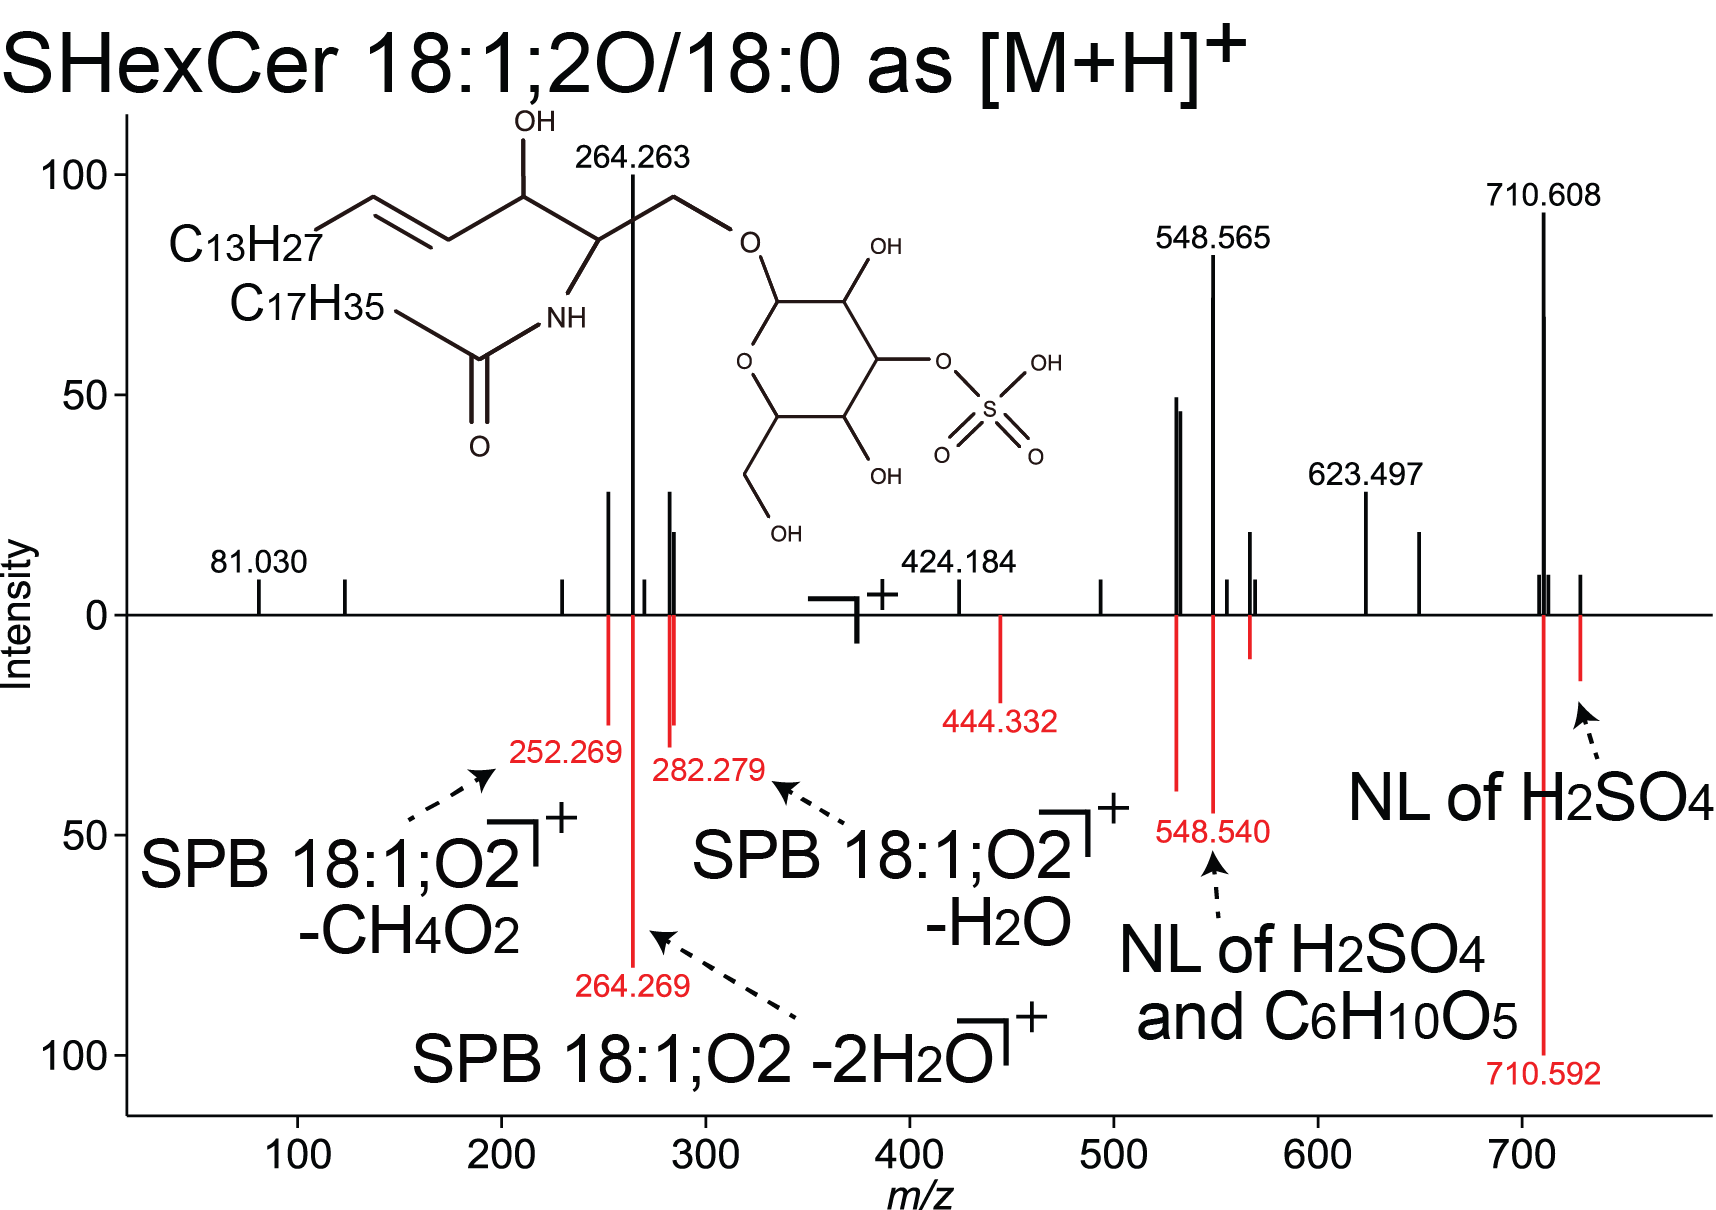 SHexCer 18:1;2O/18:0 as [M+H]+
OH
264.263
100
710.608
C13H27
O
OH
548.565
C17H35
NH
O
O
OH
50
S
O
O
O
OH
623.497
OH
81.030
424.184
+
0
Intensity
444.332
252.269
282.279
NL of H2SO4
SPB 18:1;O2 +
-CH4O2
SPB 18:1;O2 +
-H2O
548.540
50
NL of H2SO4
and C6H10O5
264.269
SPB 18:1;O2 -2H2O +
100
710.592
100
200
300
400
500
600
700
m/z